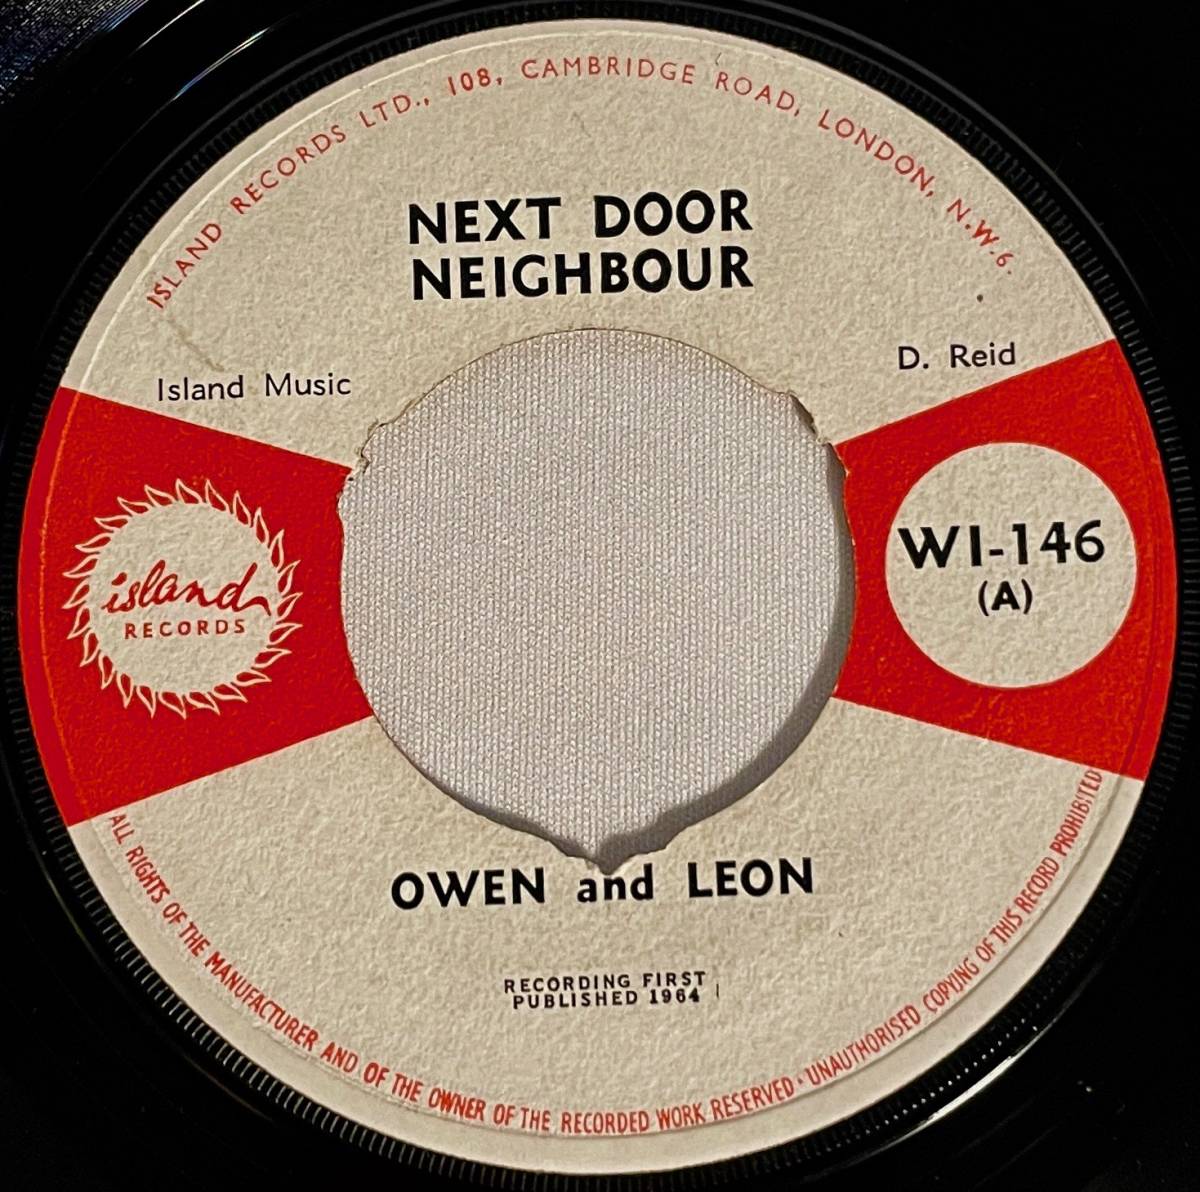 ISLAND RECORDS LTD., 108, CAMBRIDGE ROAD, LONDON, N.W.6.
NEXT DOOR
NEIGHBOUR
Island Music
D. Reid
island
RECORDS
WI-146
(A)
OWEN and LEON
RECORDING FIRST
PUBLISHED 1964
ALL RIGHTS OF THE MANUFACTURER AND OF THE OWNER OF THE RECORDED WORK RESERVED · UNAUTHORISED COPYING OF THIS RECORD PROHIBITED